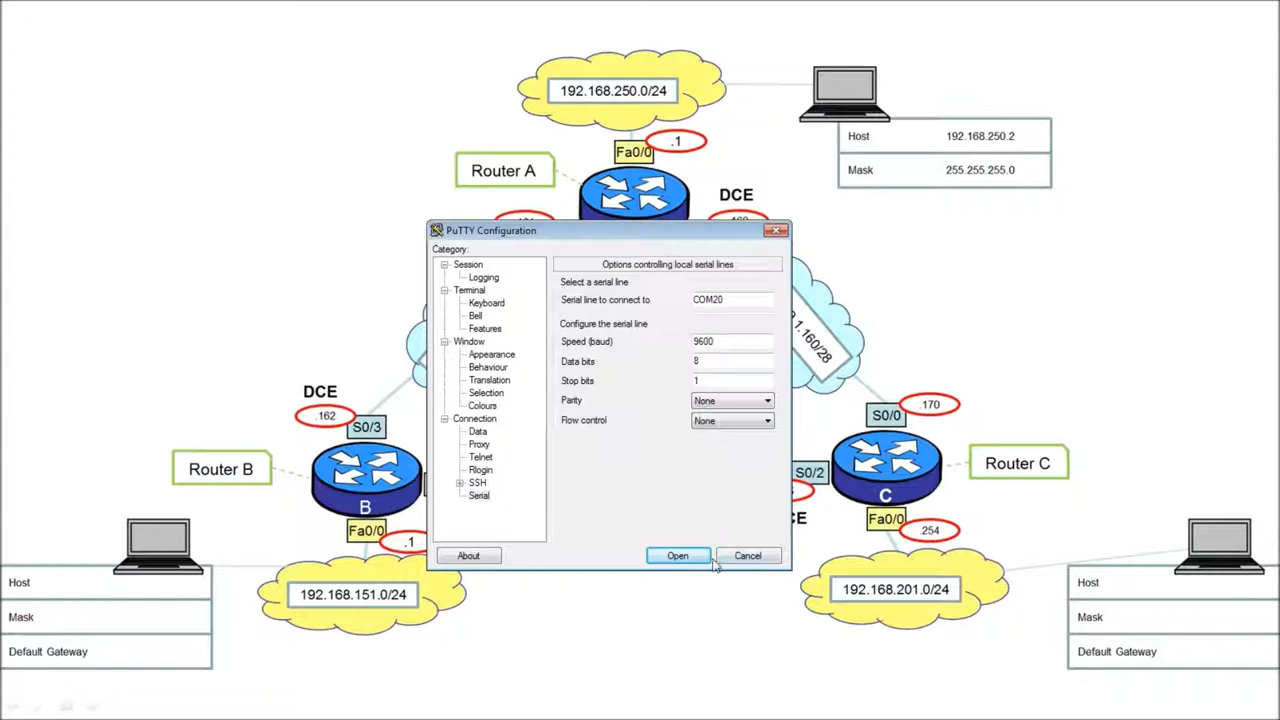 192.168.250.0/24
Host 192.168.250.2
Mask 255.255.255.0
.1
Fa0/0
Router A
DCE
PuTTY Configuration
Category:
Session
Logging
Terminal
Keyboard
Bell
Features
Window
Appearance
Behaviour
Translation
Selection
Colours
Connection
Data
Proxy
Telnet
Rlogin
SSH
Serial
Options controlling local serial lines
Select a serial line
Serial line to connect to COM20
Configure the serial line
Speed (baud) 9600
Data bits 8
Stop bits 1
Parity None
Flow control None
About
Open
Cancel
1.160/28
DCE
.162
S0/3
Router B
B
Fa0/0
.1
192.168.151.0/24
Host
Mask
Default Gateway
.170
S0/0
Router C
S0/2
C
CE
Fa0/0
.254
192.168.201.0/24
Host
Mask
Default Gateway